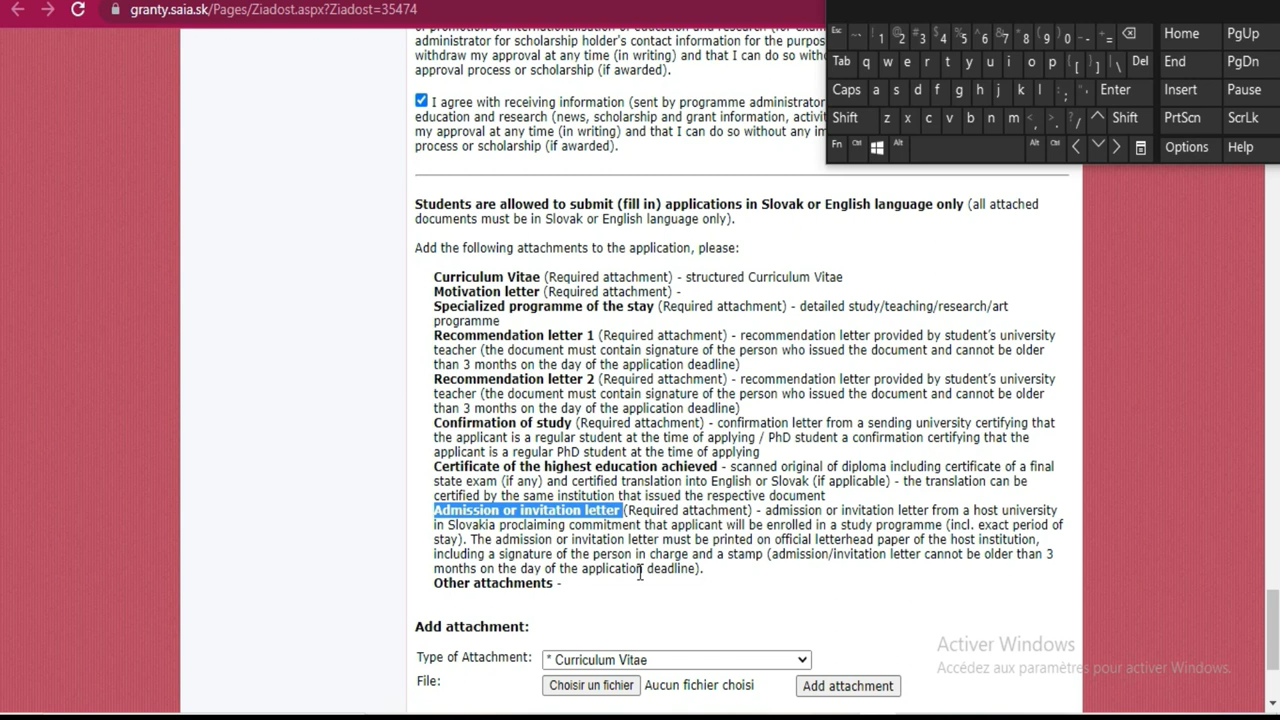 granty.saia.sk/Pages/Ziadost.aspx?Ziadost=35474
administrator for scholarship holder's contact information for the purpos
withdraw my approval at any time (in writing) and that I can do so witho
approval process or scholarship (if awarded).
I agree with receiving information (sent by programme administrator
education and research (news, scholarship and grant information, activit
my approval at any time (in writing) and that I can do so without any im
process or scholarship (if awarded).
Esc ~` !1 @2 #3 $4 %5 ^6 &7 *8 (9 )0 _- += Home PgUp
Tab q w e r t y u i o p {[ }] |\ Del End PgDn
Caps a s d f g h j k l :; "' Enter Insert Pause
Shift z x c v b n m <, >. ?/ Shift PrtScn ScrLk
Fn Ctrl Alt Alt Ctrl Options Help
Students are allowed to submit (fill in) applications in Slovak or English language only (all attached
documents must be in Slovak or English language only).
Add the following attachments to the application, please:
Curriculum Vitae (Required attachment) - structured Curriculum Vitae
Motivation letter (Required attachment) -
Specialized programme of the stay (Required attachment) - detailed study/teaching/research/art
programme
Recommendation letter 1 (Required attachment) - recommendation letter provided by student's university
teacher (the document must contain signature of the person who issued the document and cannot be older
than 3 months on the day of the application deadline)
Recommendation letter 2 (Required attachment) - recommendation letter provided by student's university
teacher (the document must contain signature of the person who issued the document and cannot be older
than 3 months on the day of the application deadline)
Confirmation of study (Required attachment) - confirmation letter from a sending university certifying that
the applicant is a regular student at the time of applying / PhD student a confirmation certifying that the
applicant is a regular PhD student at the time of applying
Certificate of the highest education achieved - scanned original of diploma including certificate of a final
state exam (if any) and certified translation into English or Slovak (if applicable) - the translation can be
certified by the same institution that issued the respective document
Admission or invitation letter (Required attachment) - admission or invitation letter from a host university
in Slovakia proclaiming commitment that applicant will be enrolled in a study programme (incl. exact period of
stay). The admission or invitation letter must be printed on official letterhead paper of the host institution,
including a signature of the person in charge and a stamp (admission/invitation letter cannot be older than 3
months on the day of the application deadline).
Other attachments -
Add attachment:
Type of Attachment: * Curriculum Vitae
File: Choisir un fichier Aucun fichier choisi Add attachment
Activer Windows
Accédez aux paramètres pour activer Windows.